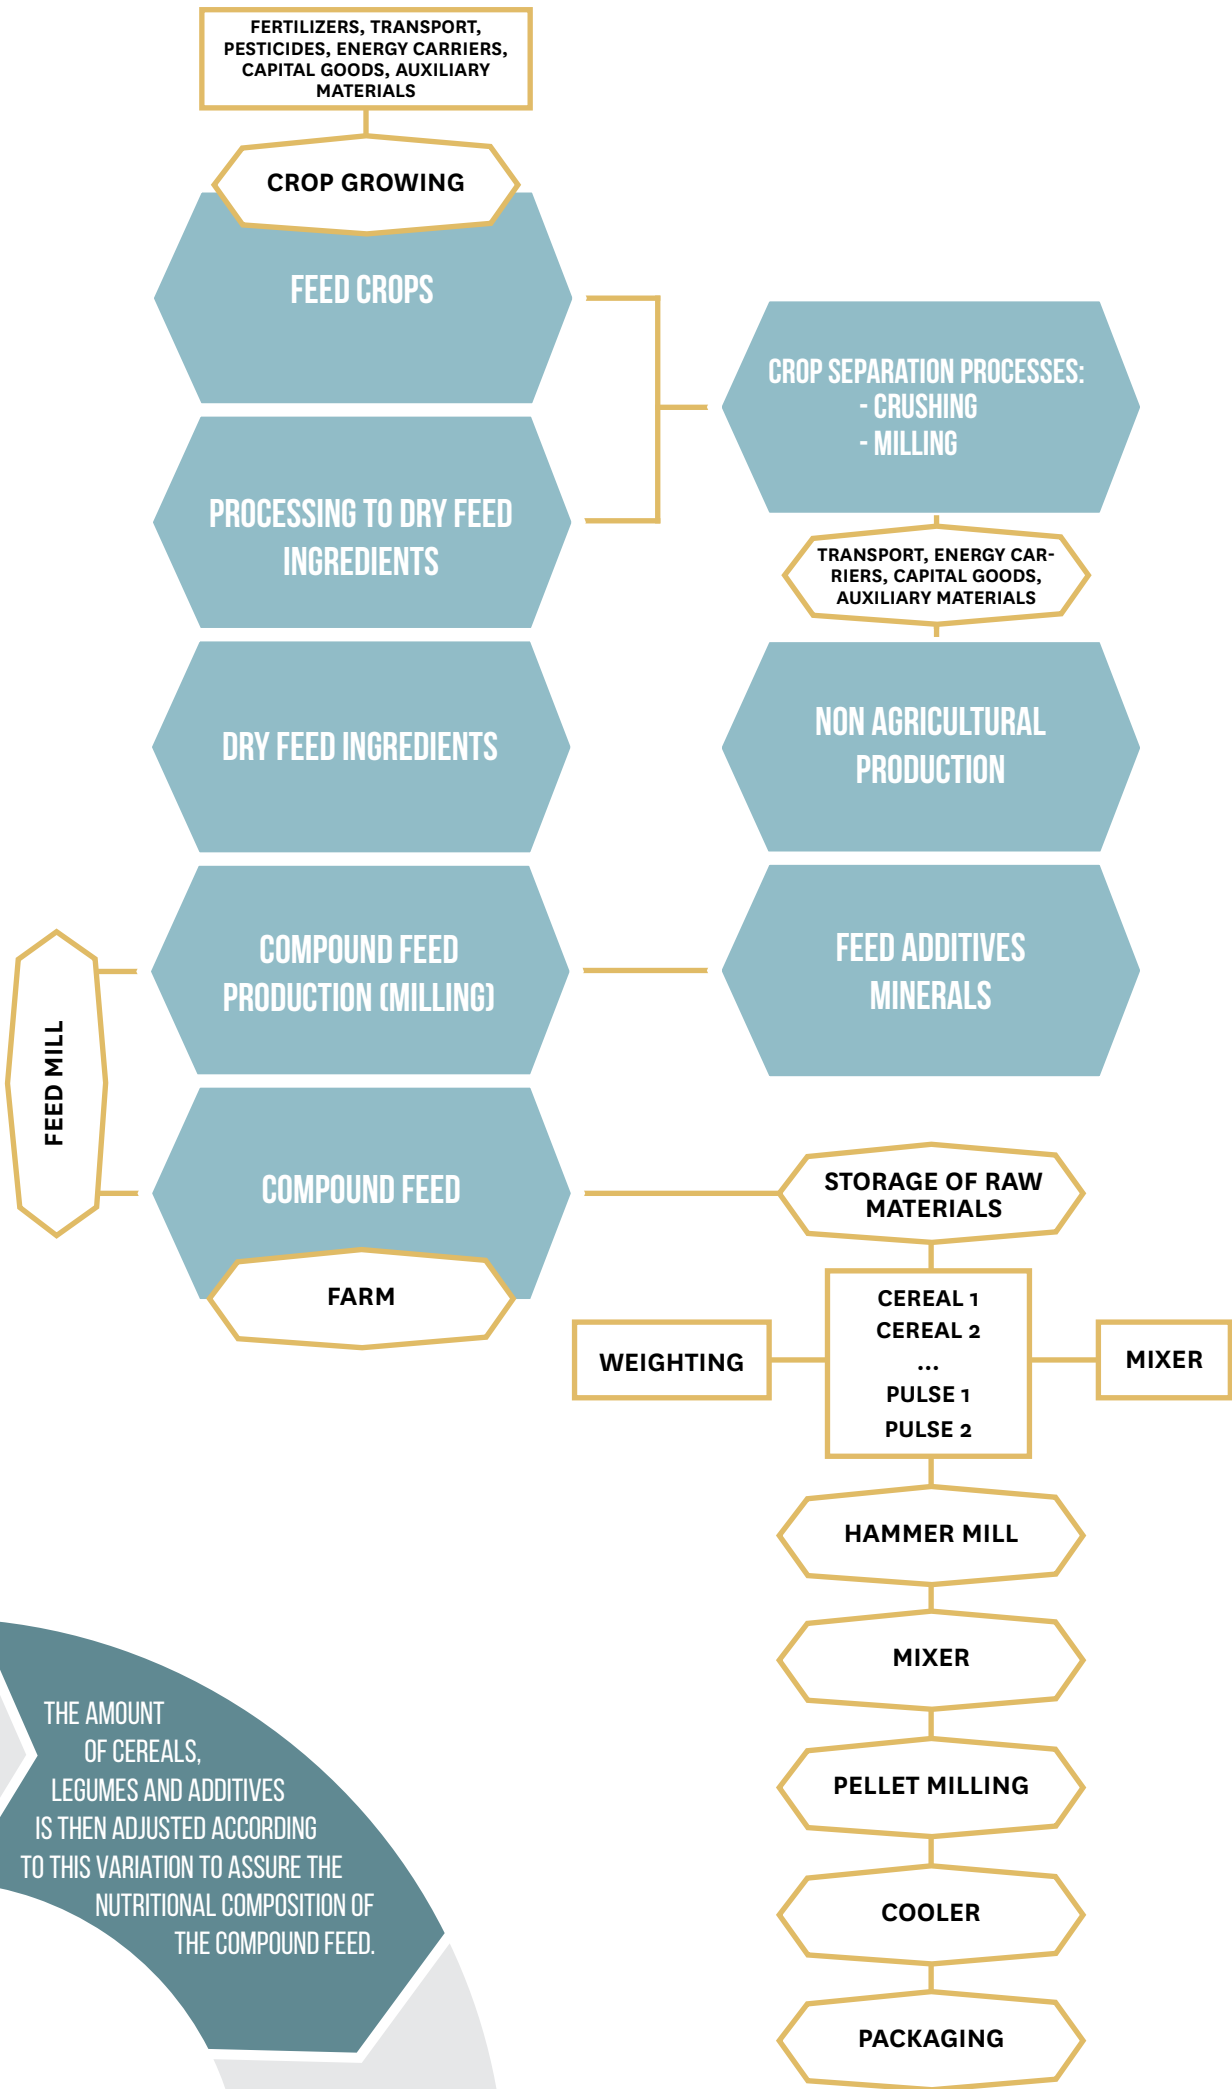 FERTILIZERS, TRANSPORT,
PESTICIDES, ENERGY CARRIERS,
CAPITAL GOODS, AUXILIARY
MATERIALS
CROP GROWING
FEED CROPS
CROP SEPARATION PROCESSES:
- CRUSHING
- MILLING
PROCESSING TO DRY FEED
INGREDIENTS
TRANSPORT, ENERGY CAR-
RIERS, CAPITAL GOODS,
AUXILIARY MATERIALS
DRY FEED INGREDIENTS
NON AGRICULTURAL
PRODUCTION
COMPOUND FEED
PRODUCTION (MILLING)
FEED ADDITIVES
MINERALS
FEED MILL
COMPOUND FEED
FARM
STORAGE OF RAW
MATERIALS
CEREAL 1
CEREAL 2
...
PULSE 1
PULSE 2
WEIGHTING
MIXER
HAMMER MILL
MIXER
PELLET MILLING
COOLER
PACKAGING
THE AMOUNT
OF CEREALS,
LEGUMES AND ADDITIVES
IS THEN ADJUSTED ACCORDING
TO THIS VARIATION TO ASSURE THE
NUTRITIONAL COMPOSITION OF
THE COMPOUND FEED.